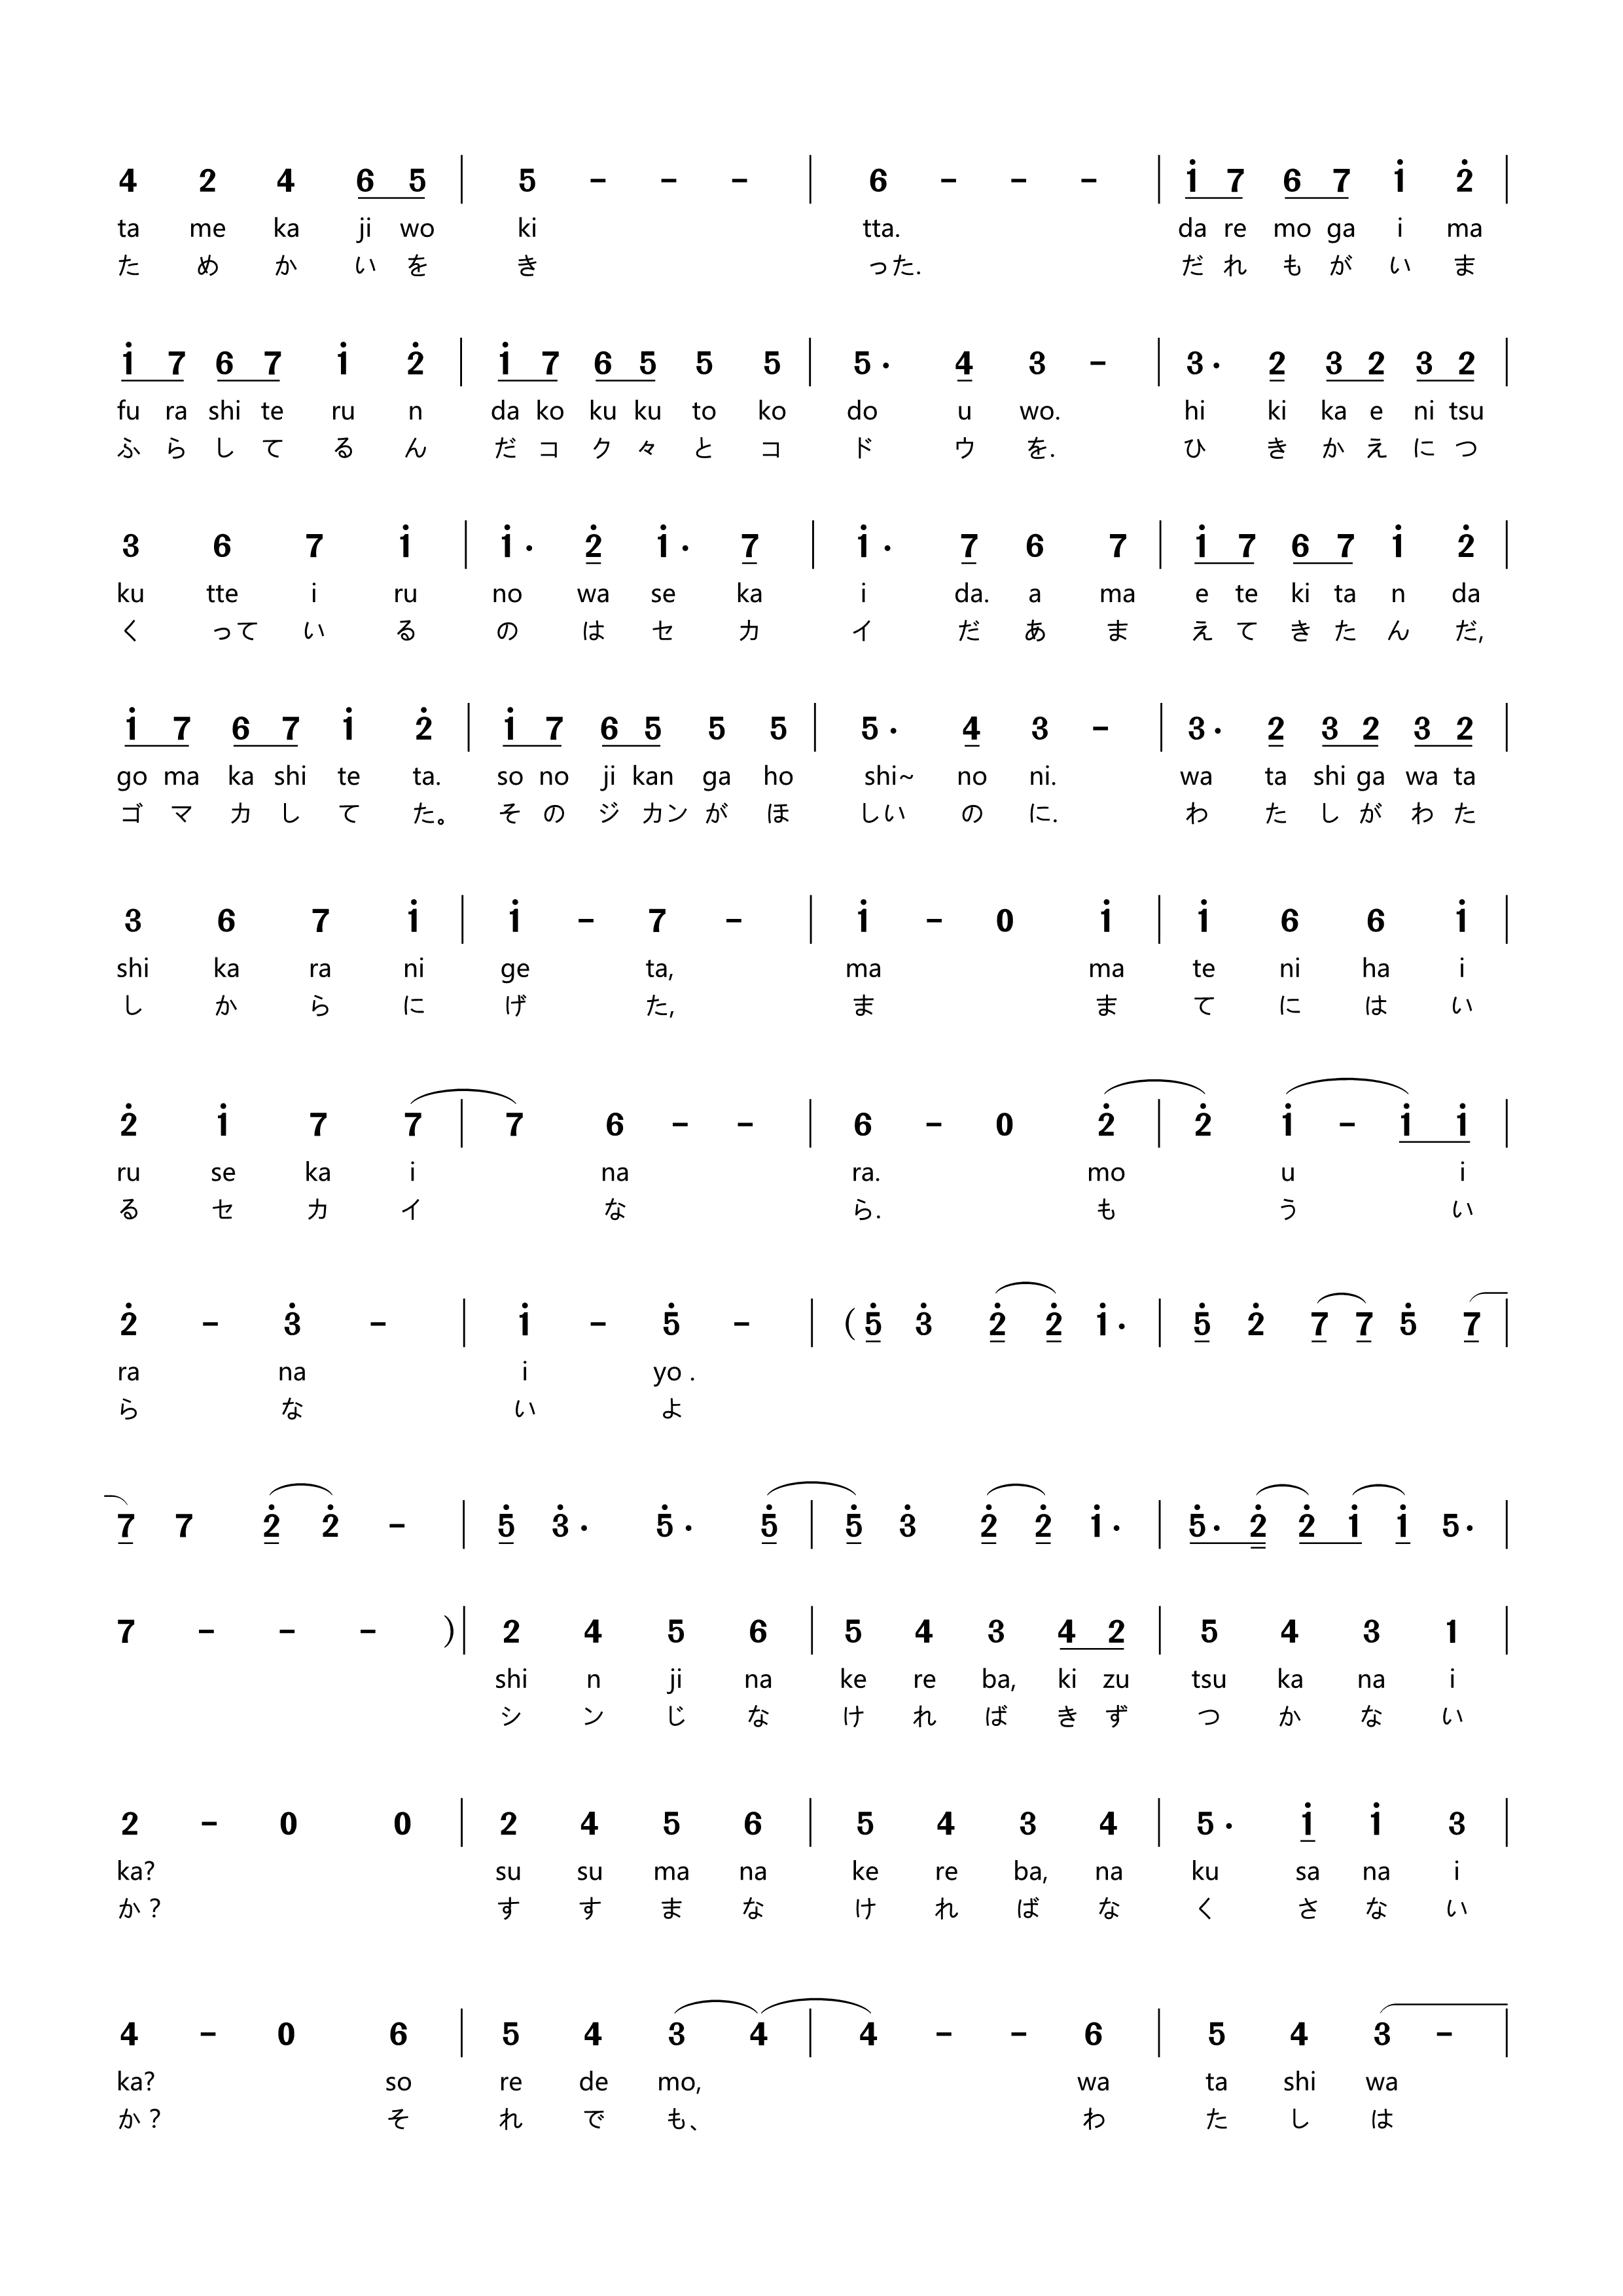 4 2 4 6 5 | 5 - - - | 6 - - - | i 7 6 7 i 2̇ |
ta me ka ji wo ki tta. da re mo ga i ma
た め か い を き った. だ れ も が い ま
i 7 6 7 i 2̇ | i 7 6 5 5 5 | 5· 4 3 - | 3· 2 3 2 3 2 |
fu ra shi te ru n da ko ku ku to ko do u wo. hi ki ka e ni tsu
ふ ら し て る ん だ コ ク 々 と コ ド ウ を. ひ き か え に つ
3 6 7 i | i· 2̇ i· 7 | i· 7 6 7 | i 7 6 7 i 2̇ |
ku tte i ru no wa se ka i da. a ma e te ki ta n da
く って い る の は セ カ イ だ あ ま え て き た ん だ,
i 7 6 7 i 2̇ | i 7 6 5 5 5 | 5· 4 3 - | 3· 2 3 2 3 2 |
go ma ka shi te ta. so no ji kan ga ho shi~ no ni. wa ta shi ga wa ta
ゴ マ カ し て た。 そ の ジ カン が ほ しい の に. わ た し が わ た
3 6 7 i | i - 7 - | i - 0 i | i 6 6 i |
shi ka ra ni ge ta, ma ma te ni ha i
し か ら に げ た, ま ま て に は い
2̇ i 7 7 | 7 6 - - | 6 - 0 2̇ | 2̇ i - i i |
ru se ka i na ra. mo u i
る セ カ イ な ら. も う い
2̇ - 3̇ - | i - 5̇ - | (5̇ 3̇ 2̇ 2̇ i· | 5̇ 2̇ 7 7 5̇ 7 |
ra na i yo .
ら な い よ
7 7 2̇ 2̇ - | 5̇ 3̇· 5̇· 5̇ | 5̇ 3̇ 2̇ 2̇ i· | 5̇· 2̇ 2̇ i i 5· |
7 - - - )| 2 4 5 6 | 5 4 3 4 2 | 5 4 3 1 |
shi n ji na ke re ba, ki zu tsu ka na i
シ ン じ な け れ ば き ず つ か な い
2 - 0 0 | 2 4 5 6 | 5 4 3 4 | 5· i i 3 |
ka? su su ma na ke re ba, na ku sa na i
か ? す す ま な け れ ば な く さ な い
4 - 0 6 | 5 4 3 4 | 4 - - 6 | 5 4 3 - |
ka? so re de mo, wa ta shi wa
か ? そ れ で も、 わ た し は